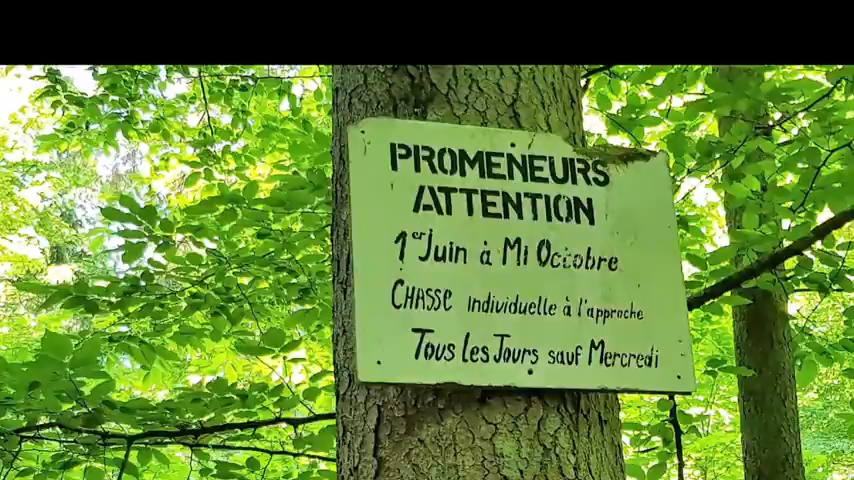 PROMENEURS
ATTENTION
1er Juin à Mi Octobre
CHASSE individuelle à l'approche
Tous les Jours sauf Mercredi